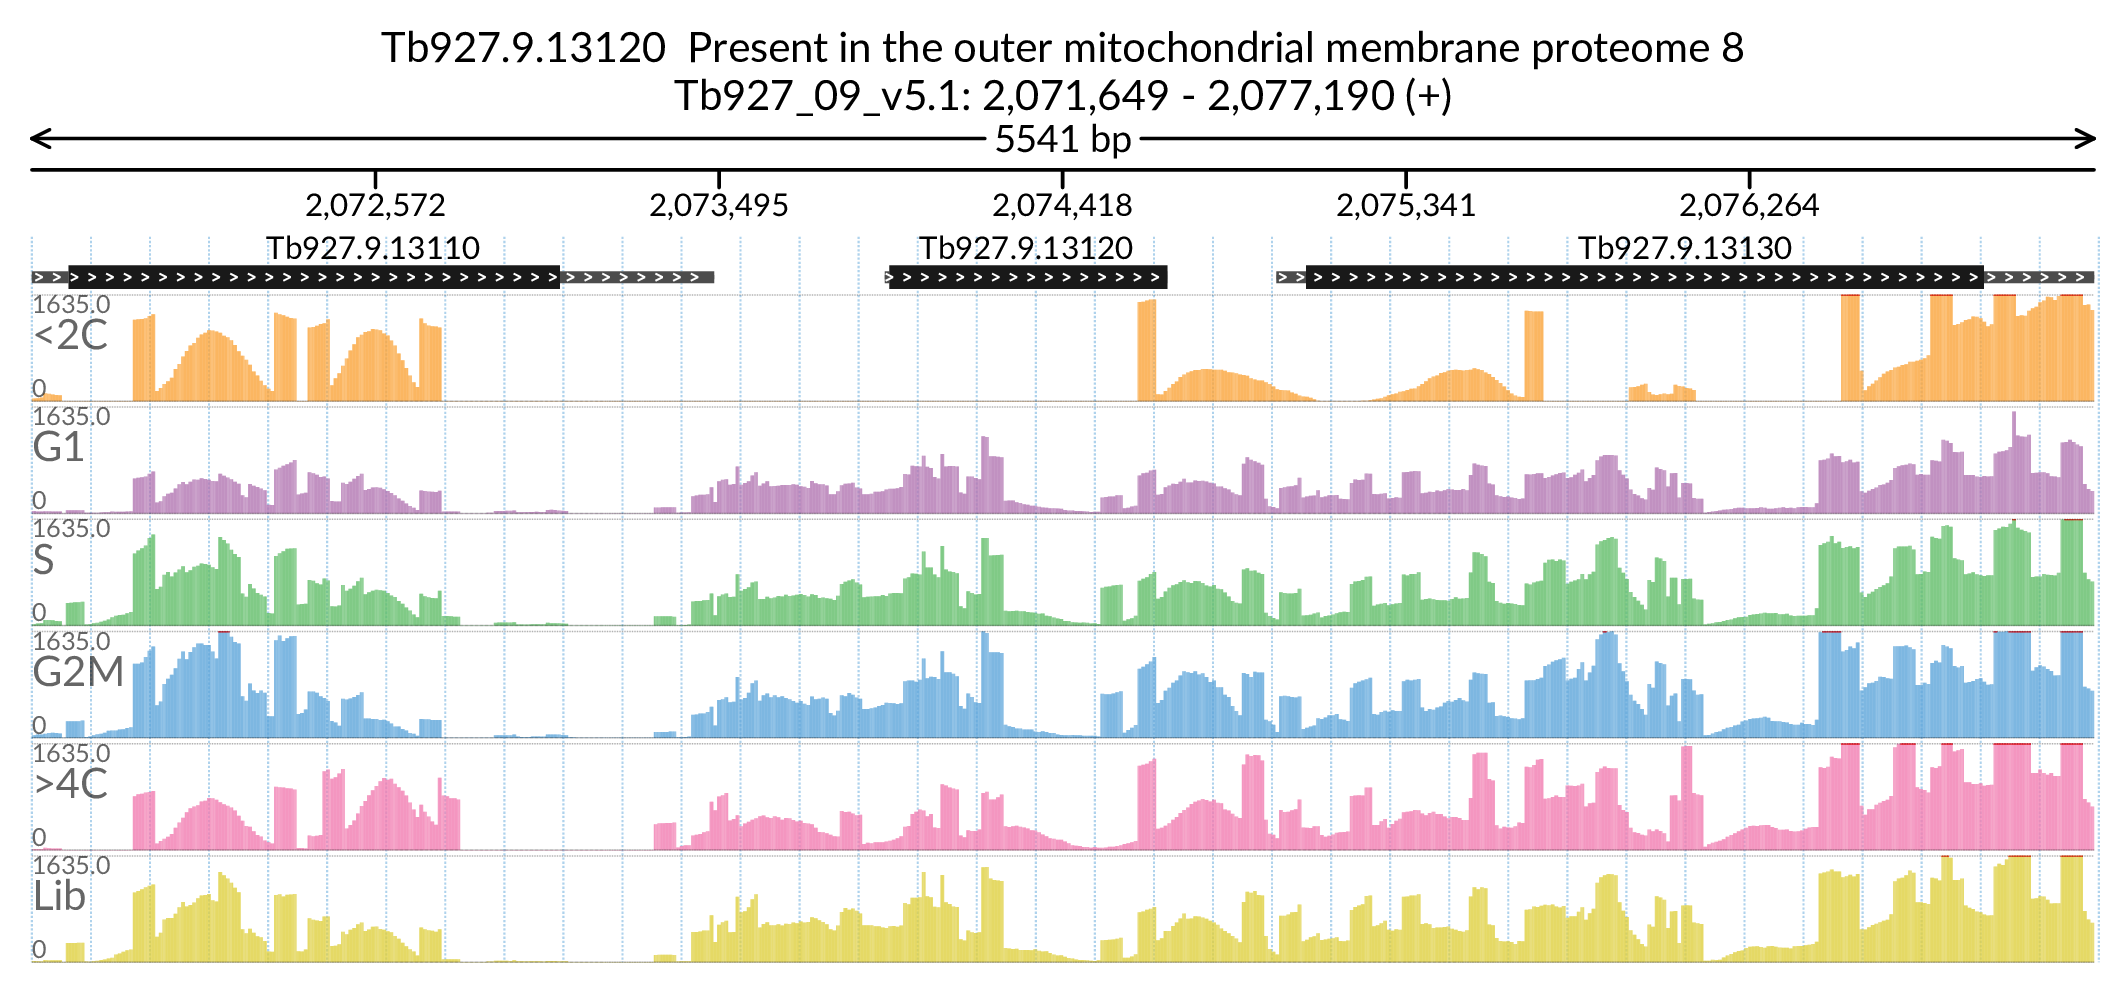 Tb927.9.13120  Present in the outer mitochondrial membrane proteome 8
Tb927_09_v5.1: 2,071,649 - 2,077,190 (+)
5541 bp
2,072,572 2,073,495 2,074,418 2,075,341 2,076,264
Tb927.9.13110 Tb927.9.13120 Tb927.9.13130
1635.0
<2C
0
1635.0
G1
0
1635.0
S
0
1635.0
G2M
0
1635.0
>4C
0
1635.0
Lib
0